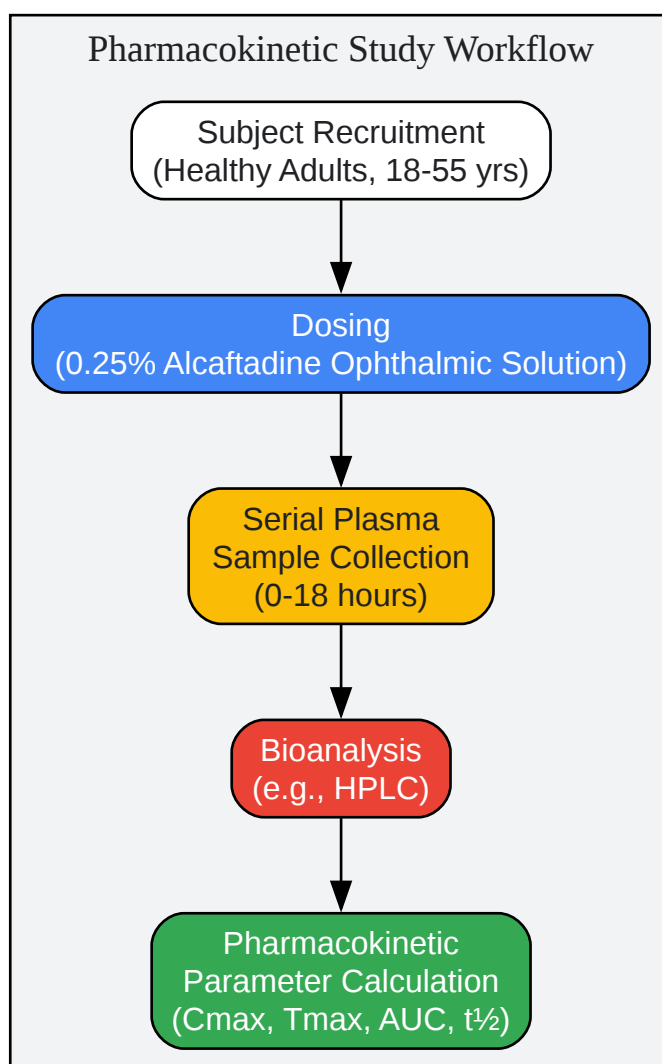 Pharmacokinetic Study Workflow
Subject Recruitment
(Healthy Adults, 18-55 yrs)
Dosing
(0.25% Alcaftadine Ophthalmic Solution)
Serial Plasma
Sample Collection
(0-18 hours)
Bioanalysis
(e.g., HPLC)
Pharmacokinetic
Parameter Calculation
(Cmax, Tmax, AUC, t½)